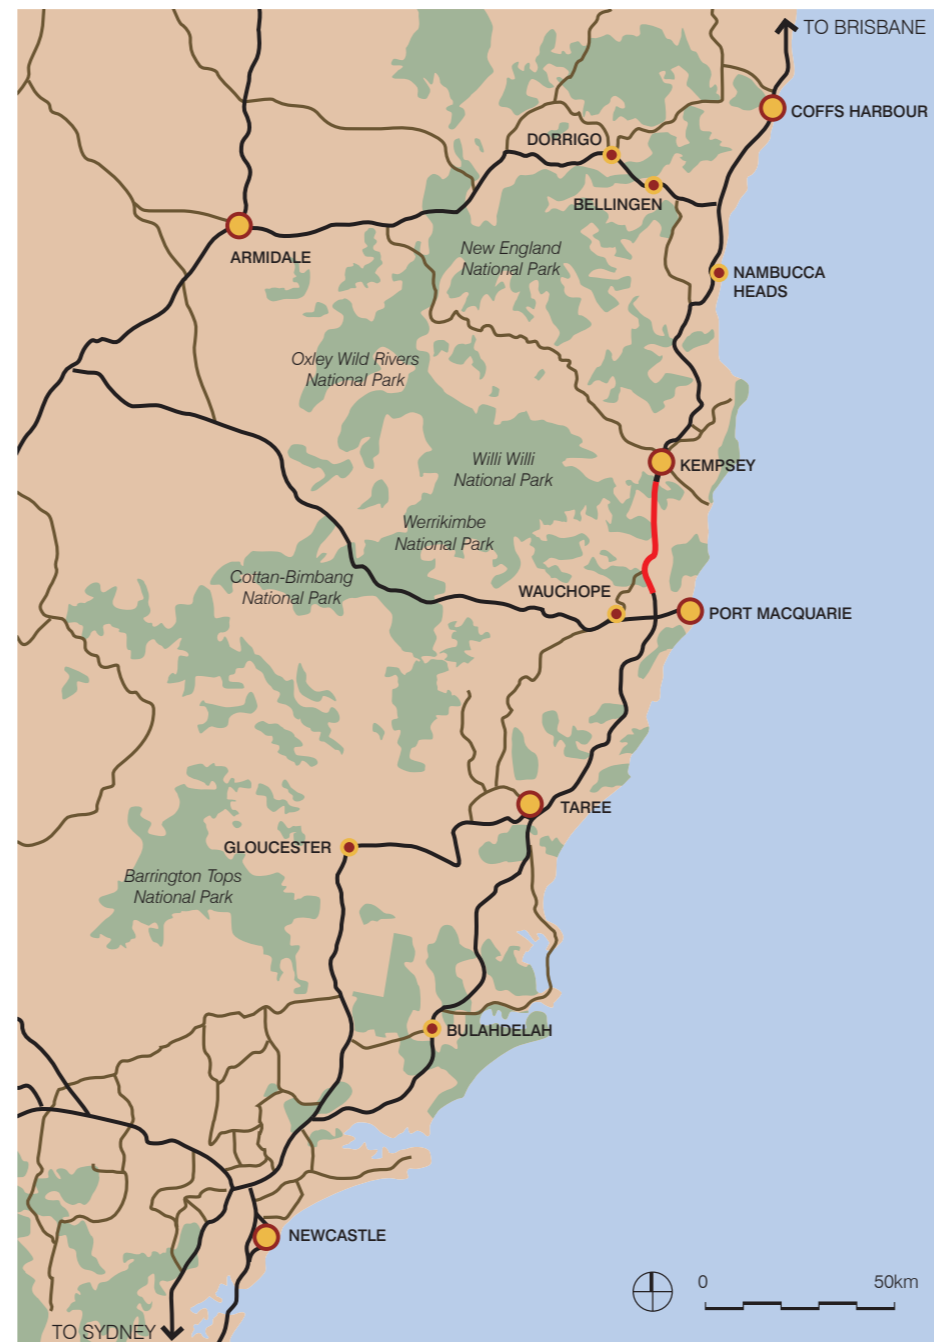 TO BRISBANE
COFFS HARBOUR
DORRIGO
BELLINGEN
ARMIDALE
New England
National Park
NAMBUCCA
HEADS
Oxley Wild Rivers
National Park
Willi Willi
National Park
KEMPSEY
Werrikimbe
National Park
Cottan-Bimbang
National Park
WAUCHOPE
PORT MACQUARIE
TAREE
GLOUCESTER
Barrington Tops
National Park
BULAHDELAH
NEWCASTLE
0
50km
TO SYDNEY